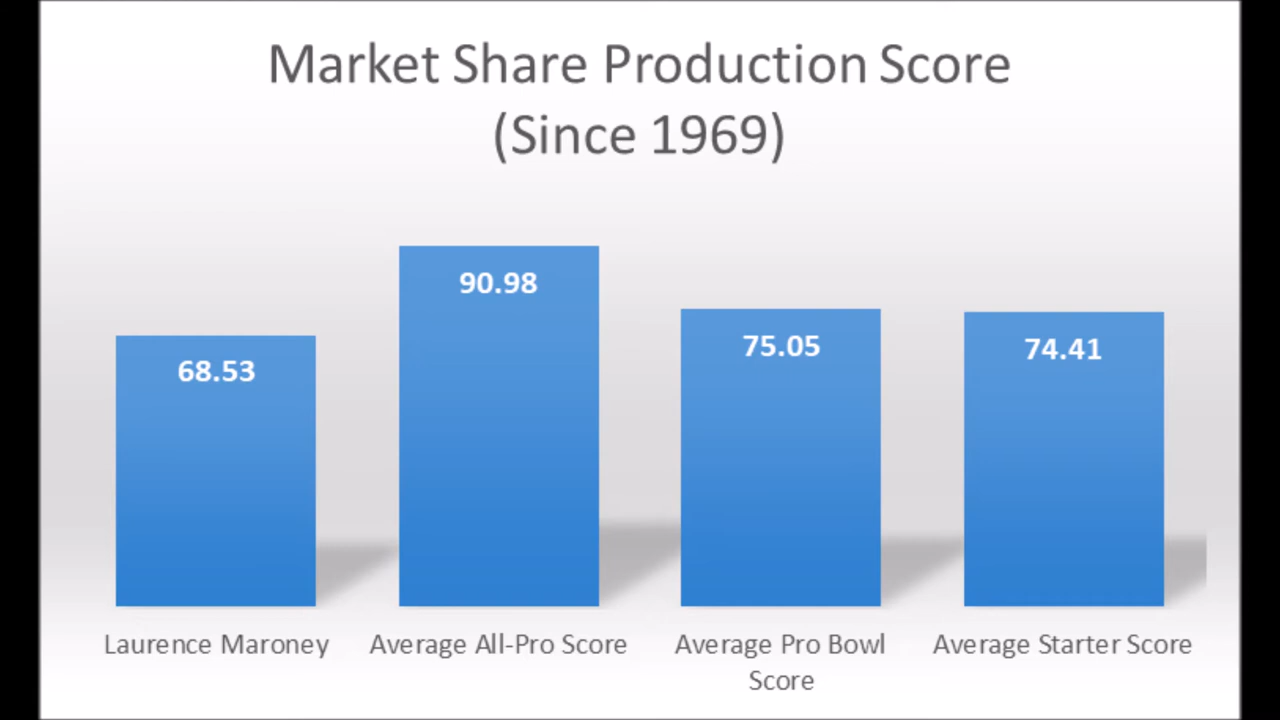 Market Share Production Score
(Since 1969)
68.53
90.98
75.05
74.41
Laurence Maroney
Average All-Pro Score
Average Pro Bowl
Score
Average Starter Score